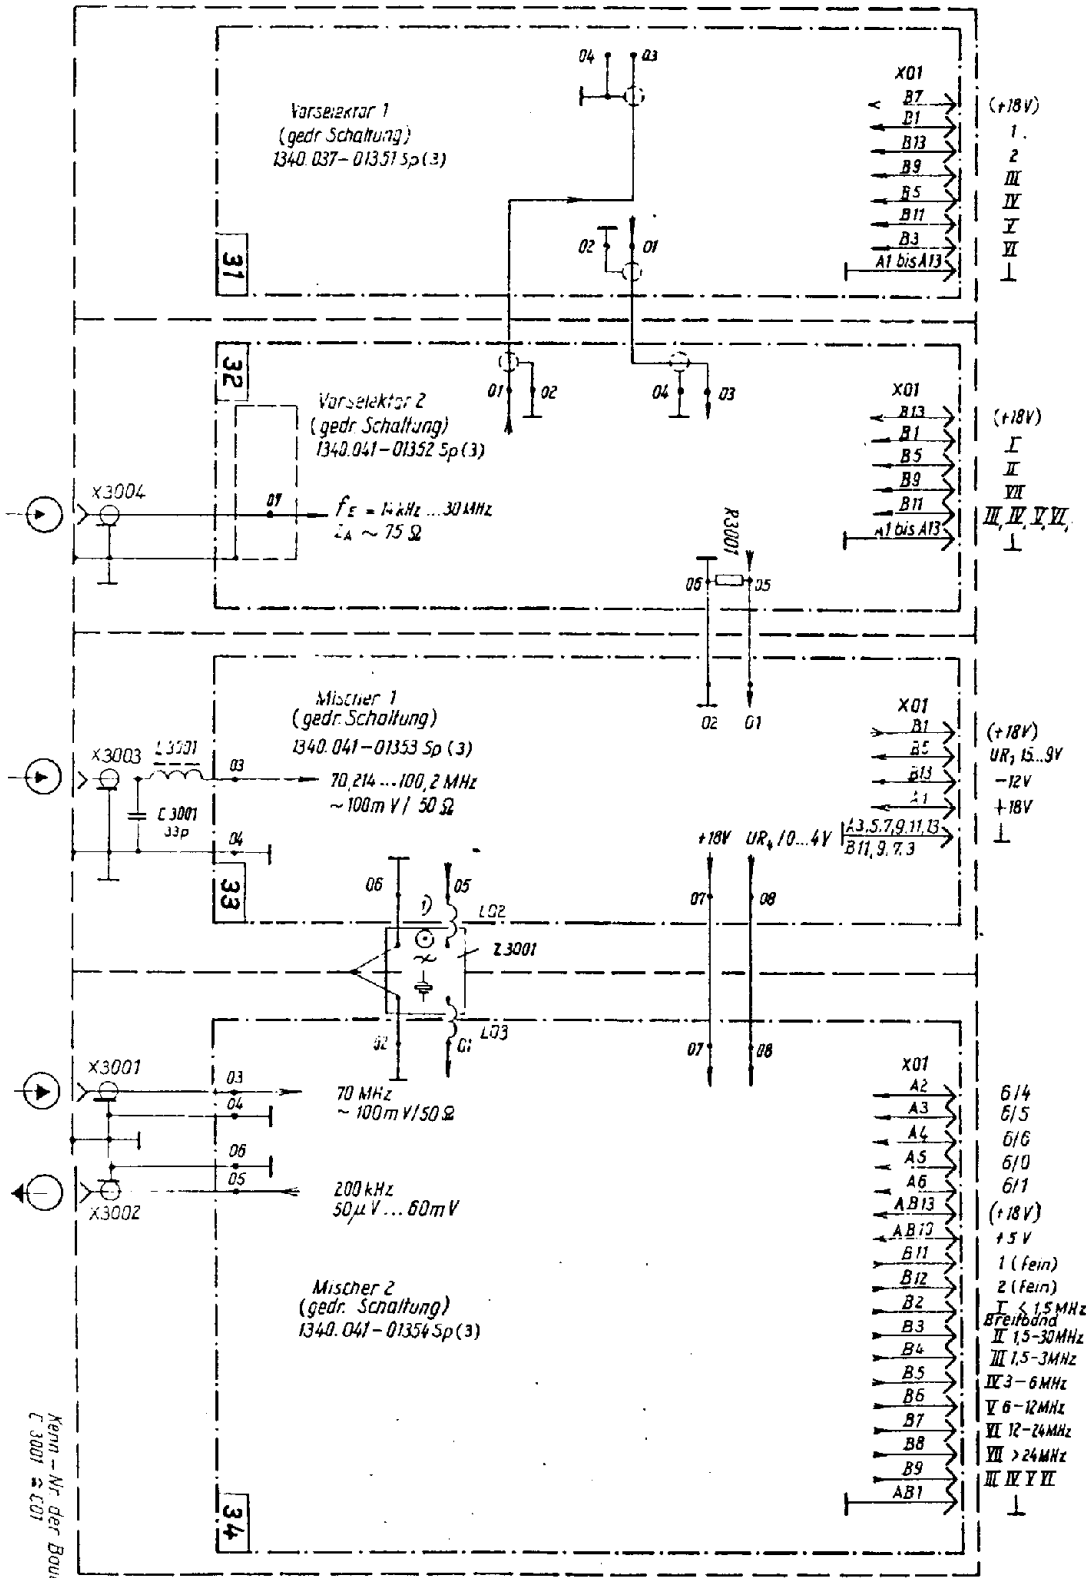 04
03
X01
Vorselektor 1
(gedr. Schaltung)
1340.037-01351 Sp(3)
B7 (+18V)
B1 1
B13 2
B9 III
B5 IV
B11 V
B3 VI
A1 bis A13
02
01
31
32
Vorselektor 2
(gedr. Schaltung)
1340.041-01352 Sp(3)
01
02
04
03
X01
B13 (+18V)
B1 I
B5 II
B9 VII
B11 III, IV, V, VI,
A1 bis A13
X3004
07
fE = 14 kHz ... 30 MHz
ZA ~ 75 Ω
R3001
06
05
02
01
Mischer 1
(gedr. Schaltung)
1340.041-01353 Sp (3)
X01
B1 (+18V)
B5
B13 -12V
A1 +18V
A3,5,7,9,11,13
B11,9,7,3
X3003
L3001
03
70,214 ... 100,2 MHz
~100mV/ 50 Ω
C3001
33p
04
33
+18V
UR4 / 0...4V
06
05
1)
L02
Z3001
07
08
02
01
L03
07
08
X3001
03
04
70 MHz
~ 100mV/50 Ω
06
05
X3002
200 kHz
50µV ... 60mV
X01
A2 6/4
A3 6/5
A4 6/6
A5 6/0
A6 6/1
AB13 (+18V)
AB10 +5V
B11 1 (fein)
B12 2 (fein)
B2 I < 1,5MHz
Breitband
B3 II 1,5-30MHz
B4 III 1,5-3MHz
B5 IV 3-6MHz
B6 V 6-12MHz
B7 VI 12-24MHz
B8 VII >24MHz
B9 III IV V VI
AB1
Mischer 2
(gedr. Schaltung)
1340.041-01354 Sp(3)
34
Kenn-Nr. der Baue
C 3001 ≙ C01